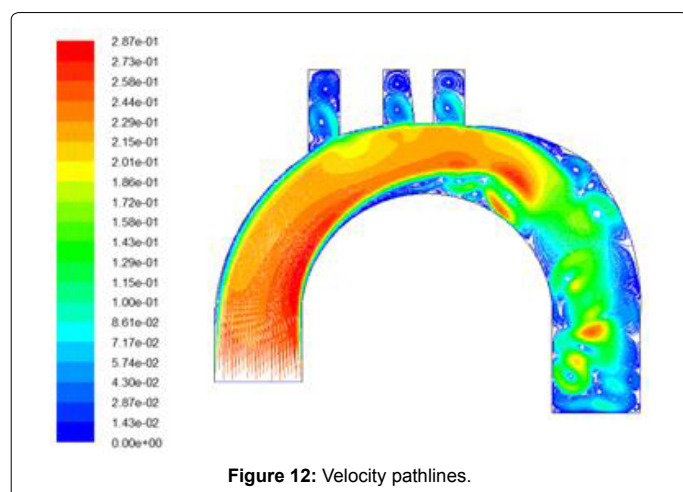 2.87e-01
2.73e-01
2.58e-01
2.44e-01
2.29e-01
2.15e-01
2.01e-01
1.86e-01
1.72e-01
1.58e-01
1.43e-01
1.29e-01
1.15e-01
1.00e-01
8.61e-02
7.17e-02
5.74e-02
4.30e-02
2.87e-02
1.43e-02
0.00e+00
Figure 12: Velocity pathlines.